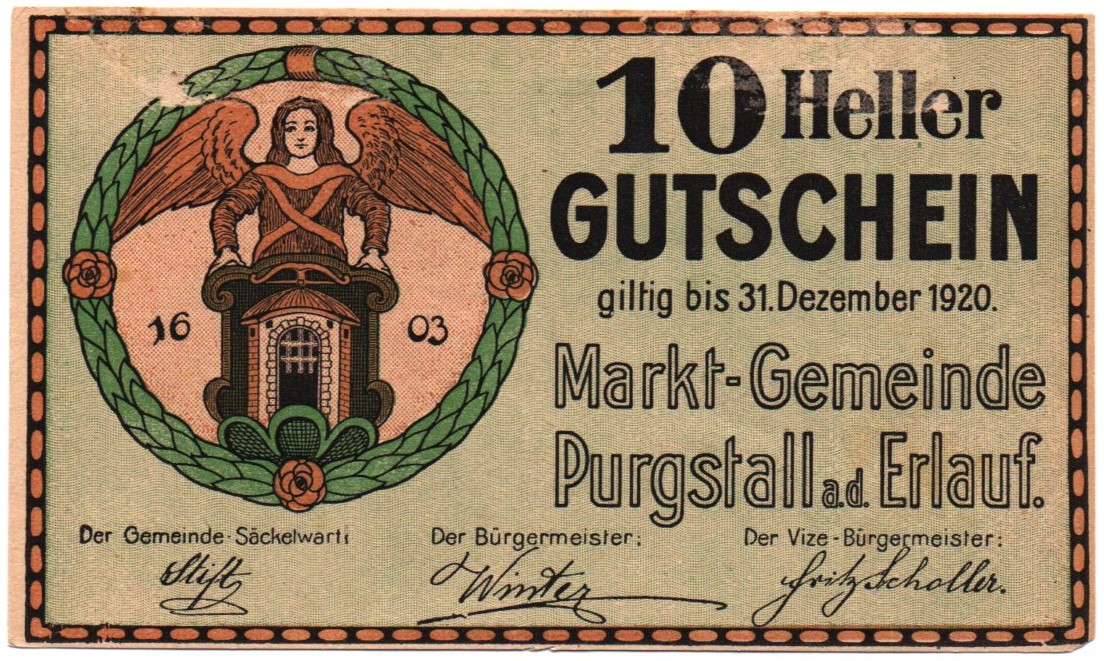 10 Heller
GUTSCHEIN
giltig bis 31. Dezember 1920.
Markt-Gemeinde
Purgstall a.d. Erlauf.
16 03
Der Gemeinde-Säckelwart: Der Bürgermeister: Der Vize-Bürgermeister:
Stift Winter Fritz Scholler.